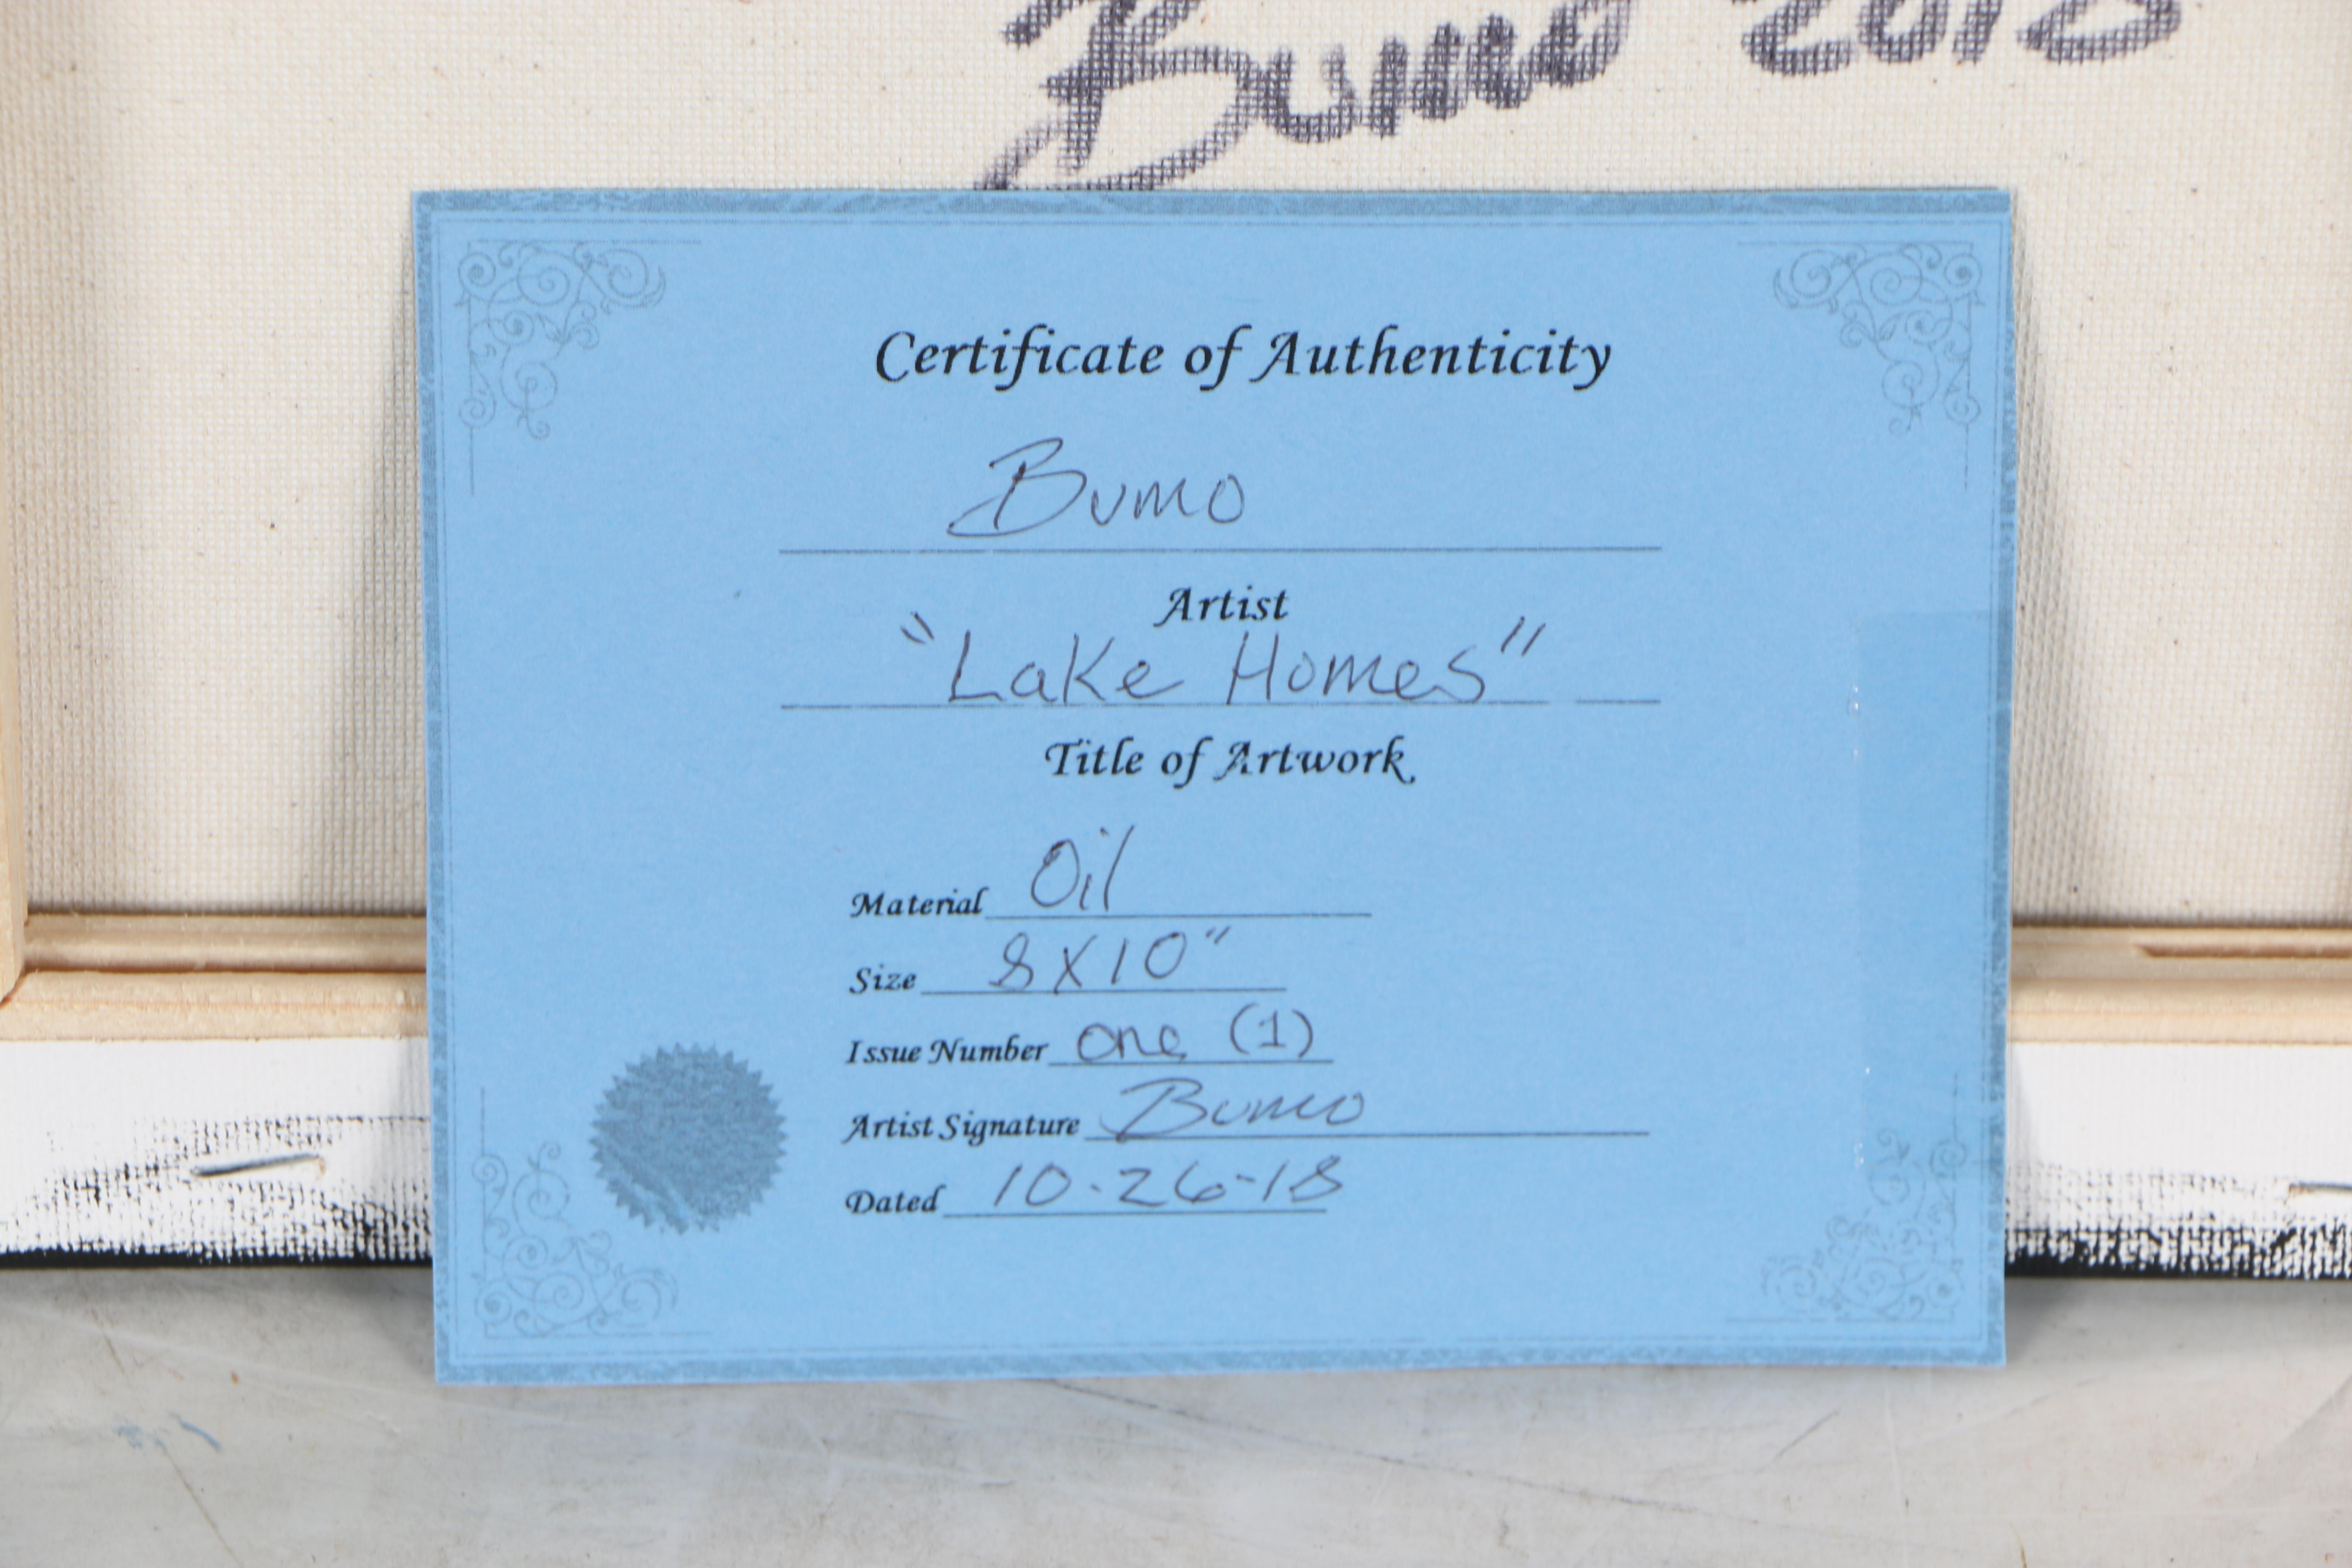 Bumo 2018
Certificate of Authenticity
Bumo
Artist
"Lake Homes"
Title of Artwork
Material Oil
Size 8X10"
Issue Number one (1)
Artist Signature Bumo
Dated 10-26-18